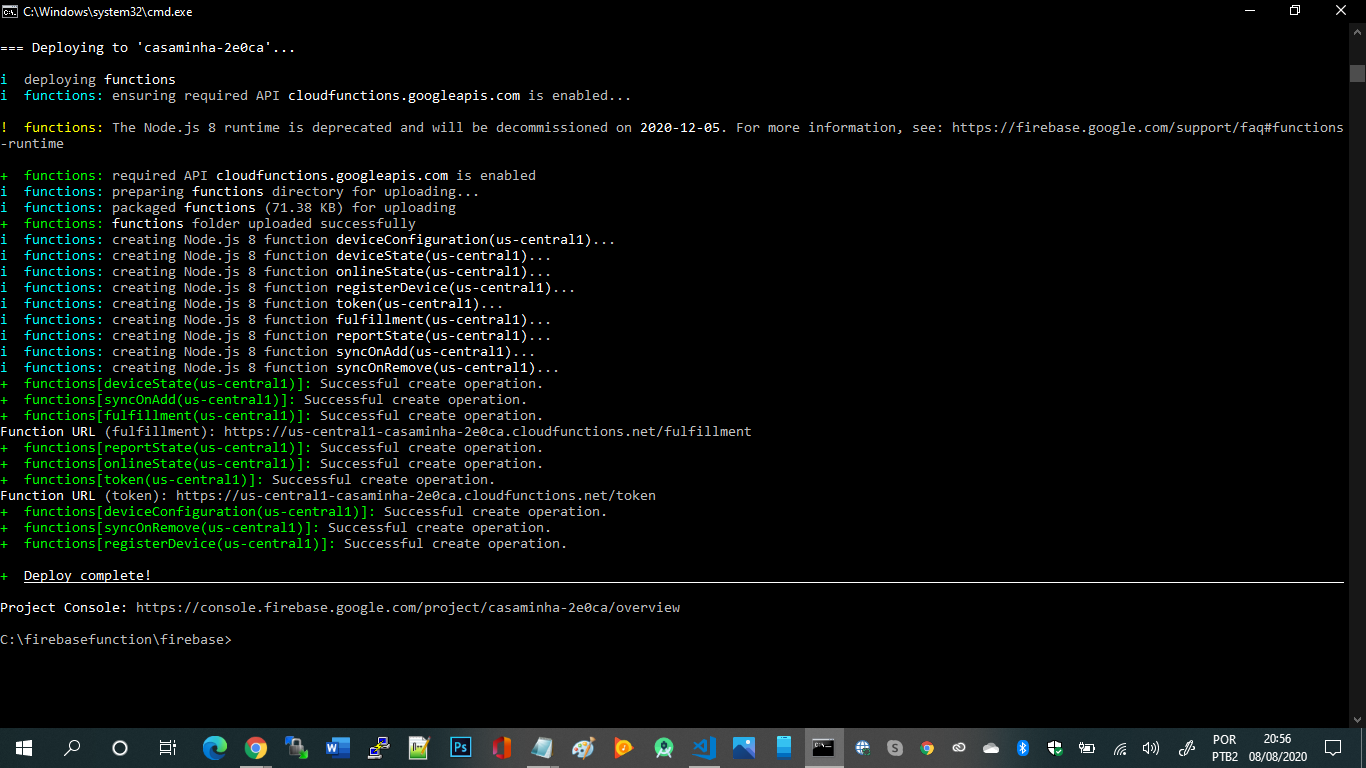 C:\Windows\system32\cmd.exe
=== Deploying to 'casaminha-2e0ca'...
i  deploying functions
i  functions: ensuring required API cloudfunctions.googleapis.com is enabled...
!  functions: The Node.js 8 runtime is deprecated and will be decommissioned on 2020-12-05. For more information, see: https://firebase.google.com/support/faq#functions
-runtime
+  functions: required API cloudfunctions.googleapis.com is enabled
i  functions: preparing functions directory for uploading...
i  functions: packaged functions (71.38 KB) for uploading
+  functions: functions folder uploaded successfully
i  functions: creating Node.js 8 function deviceConfiguration(us-central1)...
i  functions: creating Node.js 8 function deviceState(us-central1)...
i  functions: creating Node.js 8 function onlineState(us-central1)...
i  functions: creating Node.js 8 function registerDevice(us-central1)...
i  functions: creating Node.js 8 function token(us-central1)...
i  functions: creating Node.js 8 function fulfillment(us-central1)...
i  functions: creating Node.js 8 function reportState(us-central1)...
i  functions: creating Node.js 8 function syncOnAdd(us-central1)...
i  functions: creating Node.js 8 function syncOnRemove(us-central1)...
+  functions[deviceState(us-central1)]: Successful create operation.
+  functions[syncOnAdd(us-central1)]: Successful create operation.
+  functions[fulfillment(us-central1)]: Successful create operation.
Function URL (fulfillment): https://us-central1-casaminha-2e0ca.cloudfunctions.net/fulfillment
+  functions[reportState(us-central1)]: Successful create operation.
+  functions[onlineState(us-central1)]: Successful create operation.
+  functions[token(us-central1)]: Successful create operation.
Function URL (token): https://us-central1-casaminha-2e0ca.cloudfunctions.net/token
+  functions[deviceConfiguration(us-central1)]: Successful create operation.
+  functions[syncOnRemove(us-central1)]: Successful create operation.
+  functions[registerDevice(us-central1)]: Successful create operation.
+  Deploy complete!
Project Console: https://console.firebase.google.com/project/casaminha-2e0ca/overview
C:\firebasefunction\firebase>
POR 20:56
PTB2 08/08/2020